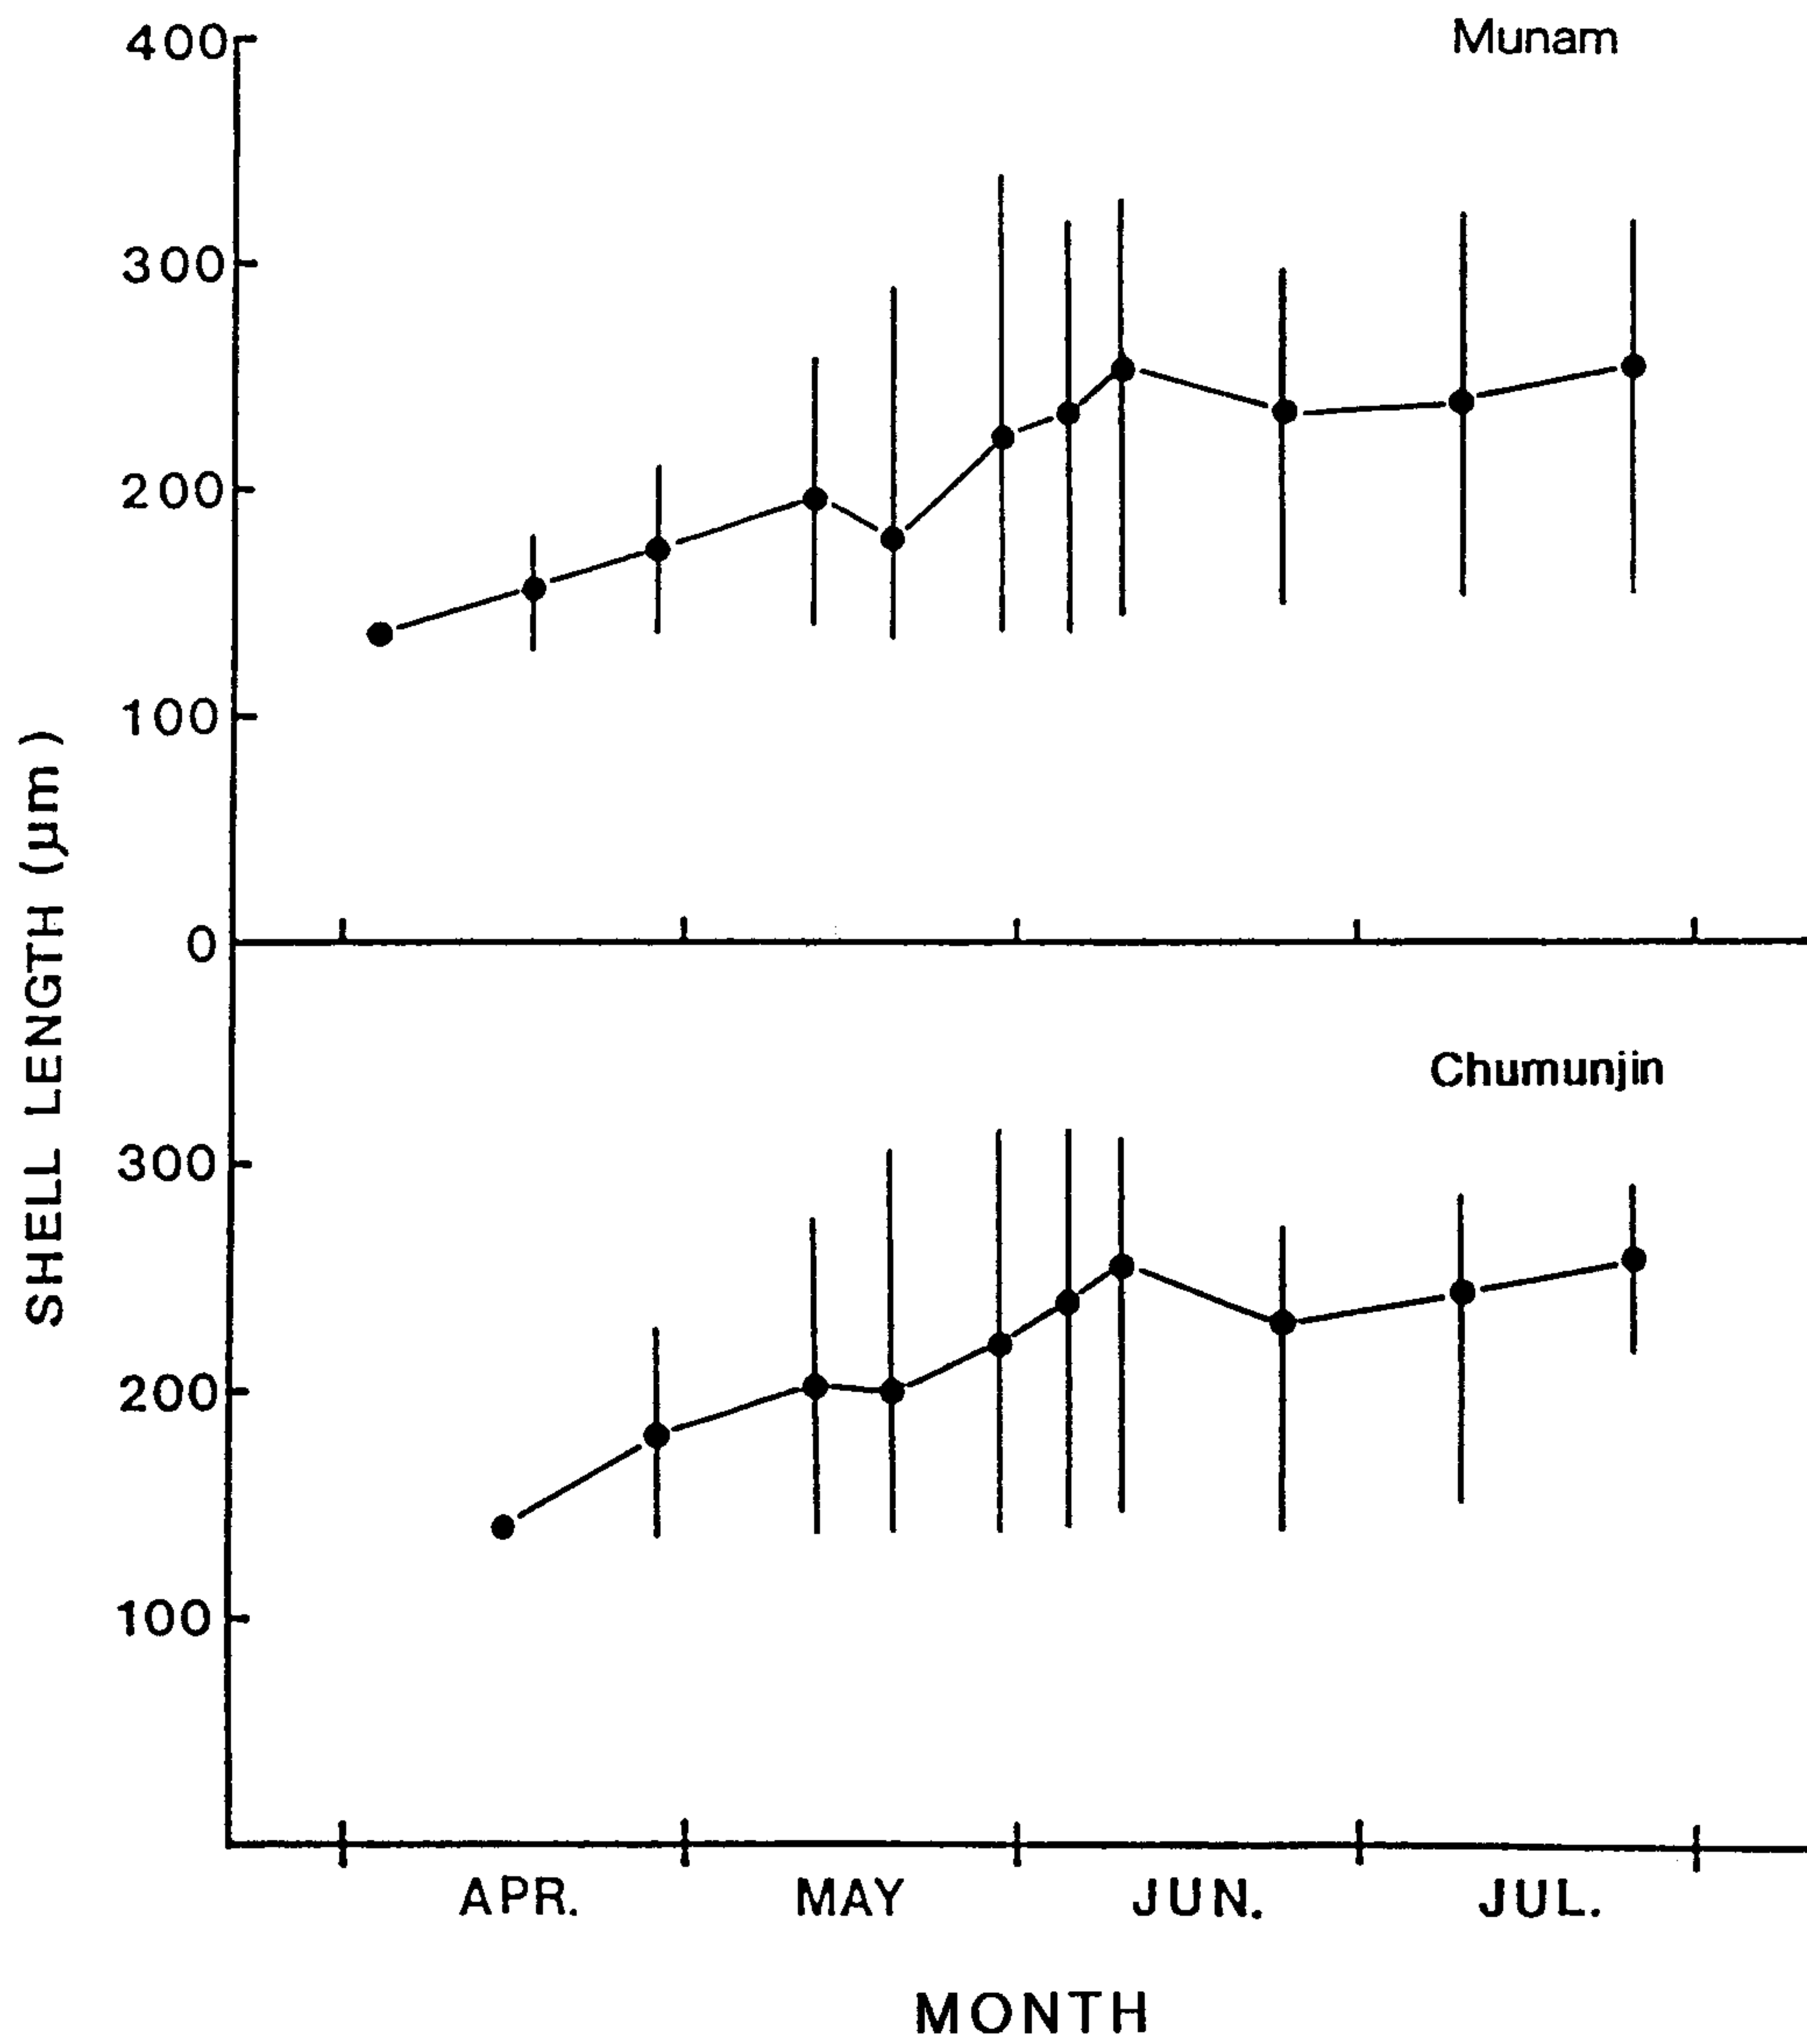 Munam
400
300
200
100
0
SHELL LENGTH (µm)
Chumunjin
300
200
100
APR. MAY JUN. JUL.
MONTH